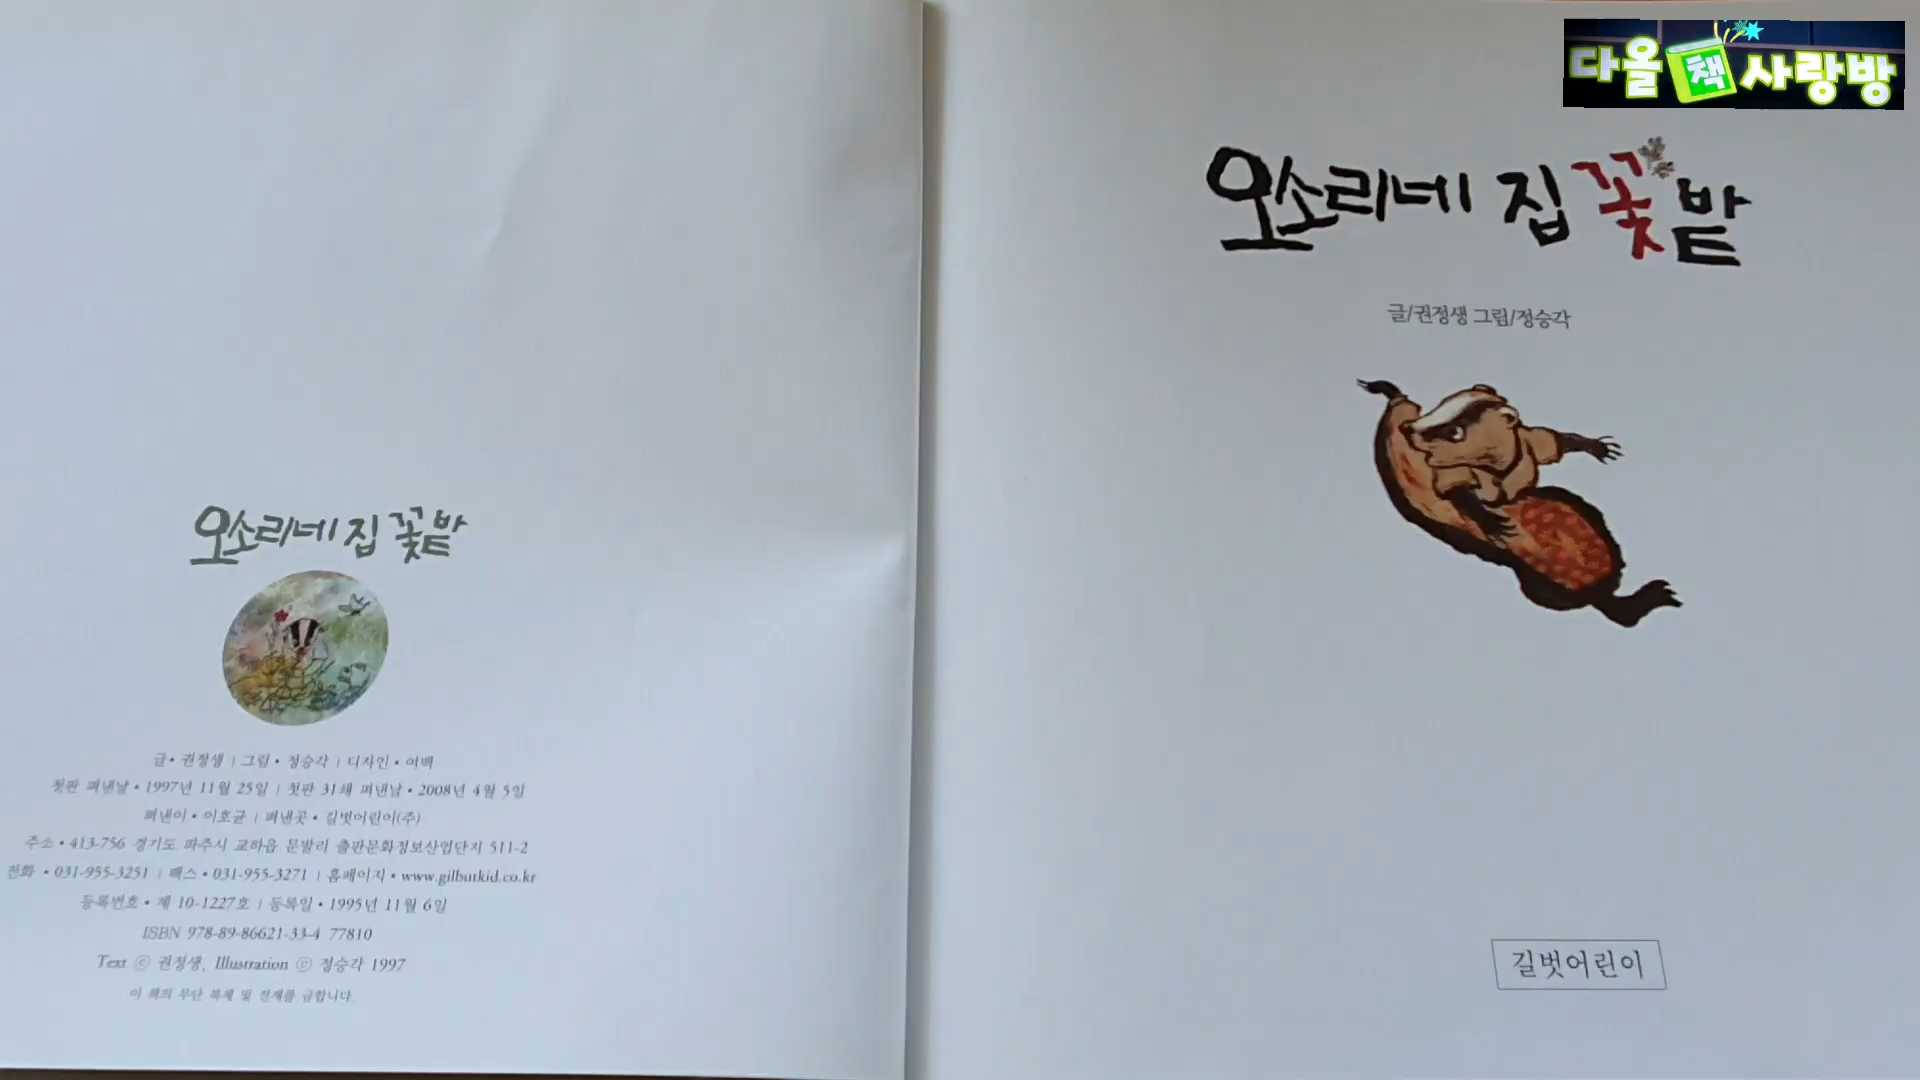 오소리네 집 꽃밭
글 • 권정생 | 그림 • 정승각 | 디자인 • 여백
첫판 펴낸날 • 1997년 11월 25일 | 첫판 31쇄 펴낸날 • 2008년 4월 5일
펴낸이 • 이호균 | 펴낸곳 • 길벗어린이(주)
주소 • 413-756 경기도 파주시 교하읍 문발리 출판문화정보산업단지 511-2
전화 • 031-955-3251 | 팩스 • 031-955-3271 | 홈페이지 • www.gilbutkid.co.kr
등록번호 • 제 10-1227호 | 등록일 • 1995년 11월 6일
ISBN 978-89-86621-33-4 77810
Text ⓒ 권정생, Illustration ⓒ 정승각 1997
이 책의 무단 복제 및 전재를 금합니다.
다올 책 사랑방
오소리네 집 꽃밭
글/권정생 그림/정승각
길벗어린이